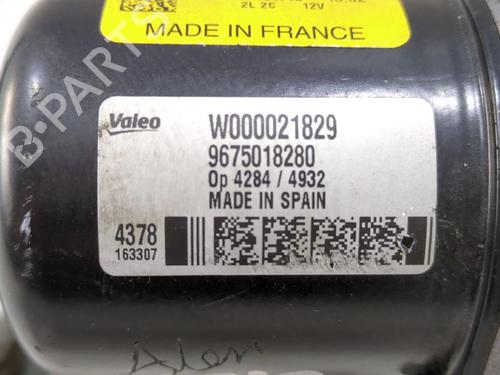 2L 2C 12V
MADE IN FRANCE
Valeo W000021829
9675018280
Op 4284 / 4932
MADE IN SPAIN
4378
163307
B-PARTS